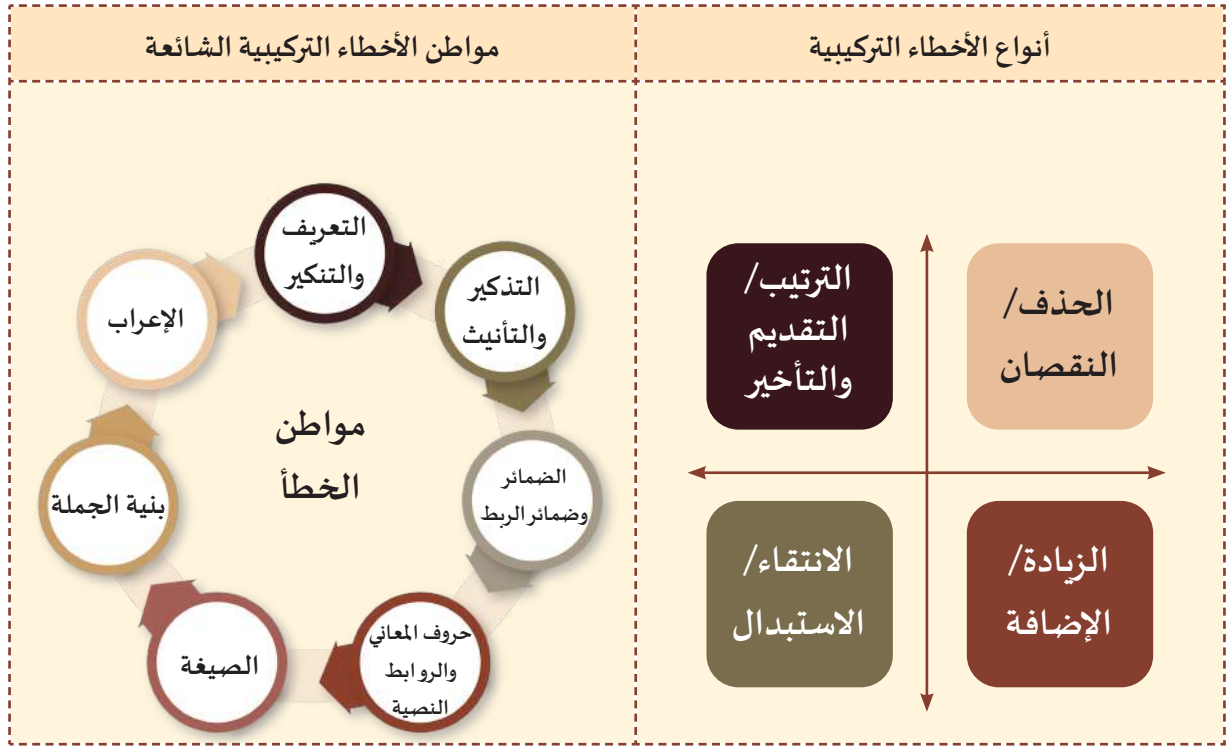 أنواع الأخطاء التركيبية
الحذف/
النقصان
الترتيب/
التقديم
والتأخير
الزيادة/
الإضافة
الانتقاء/
الاستبدال
مواطن الأخطاء التركيبية الشائعة
التعريف
والتنكير
التذكير
والتأنيث
الضمائر
وضمائر الربط
حروف المعاني
والروابط
النصية
الصيغة
بنية الجملة
الإعراب
مواطن
الخطأ